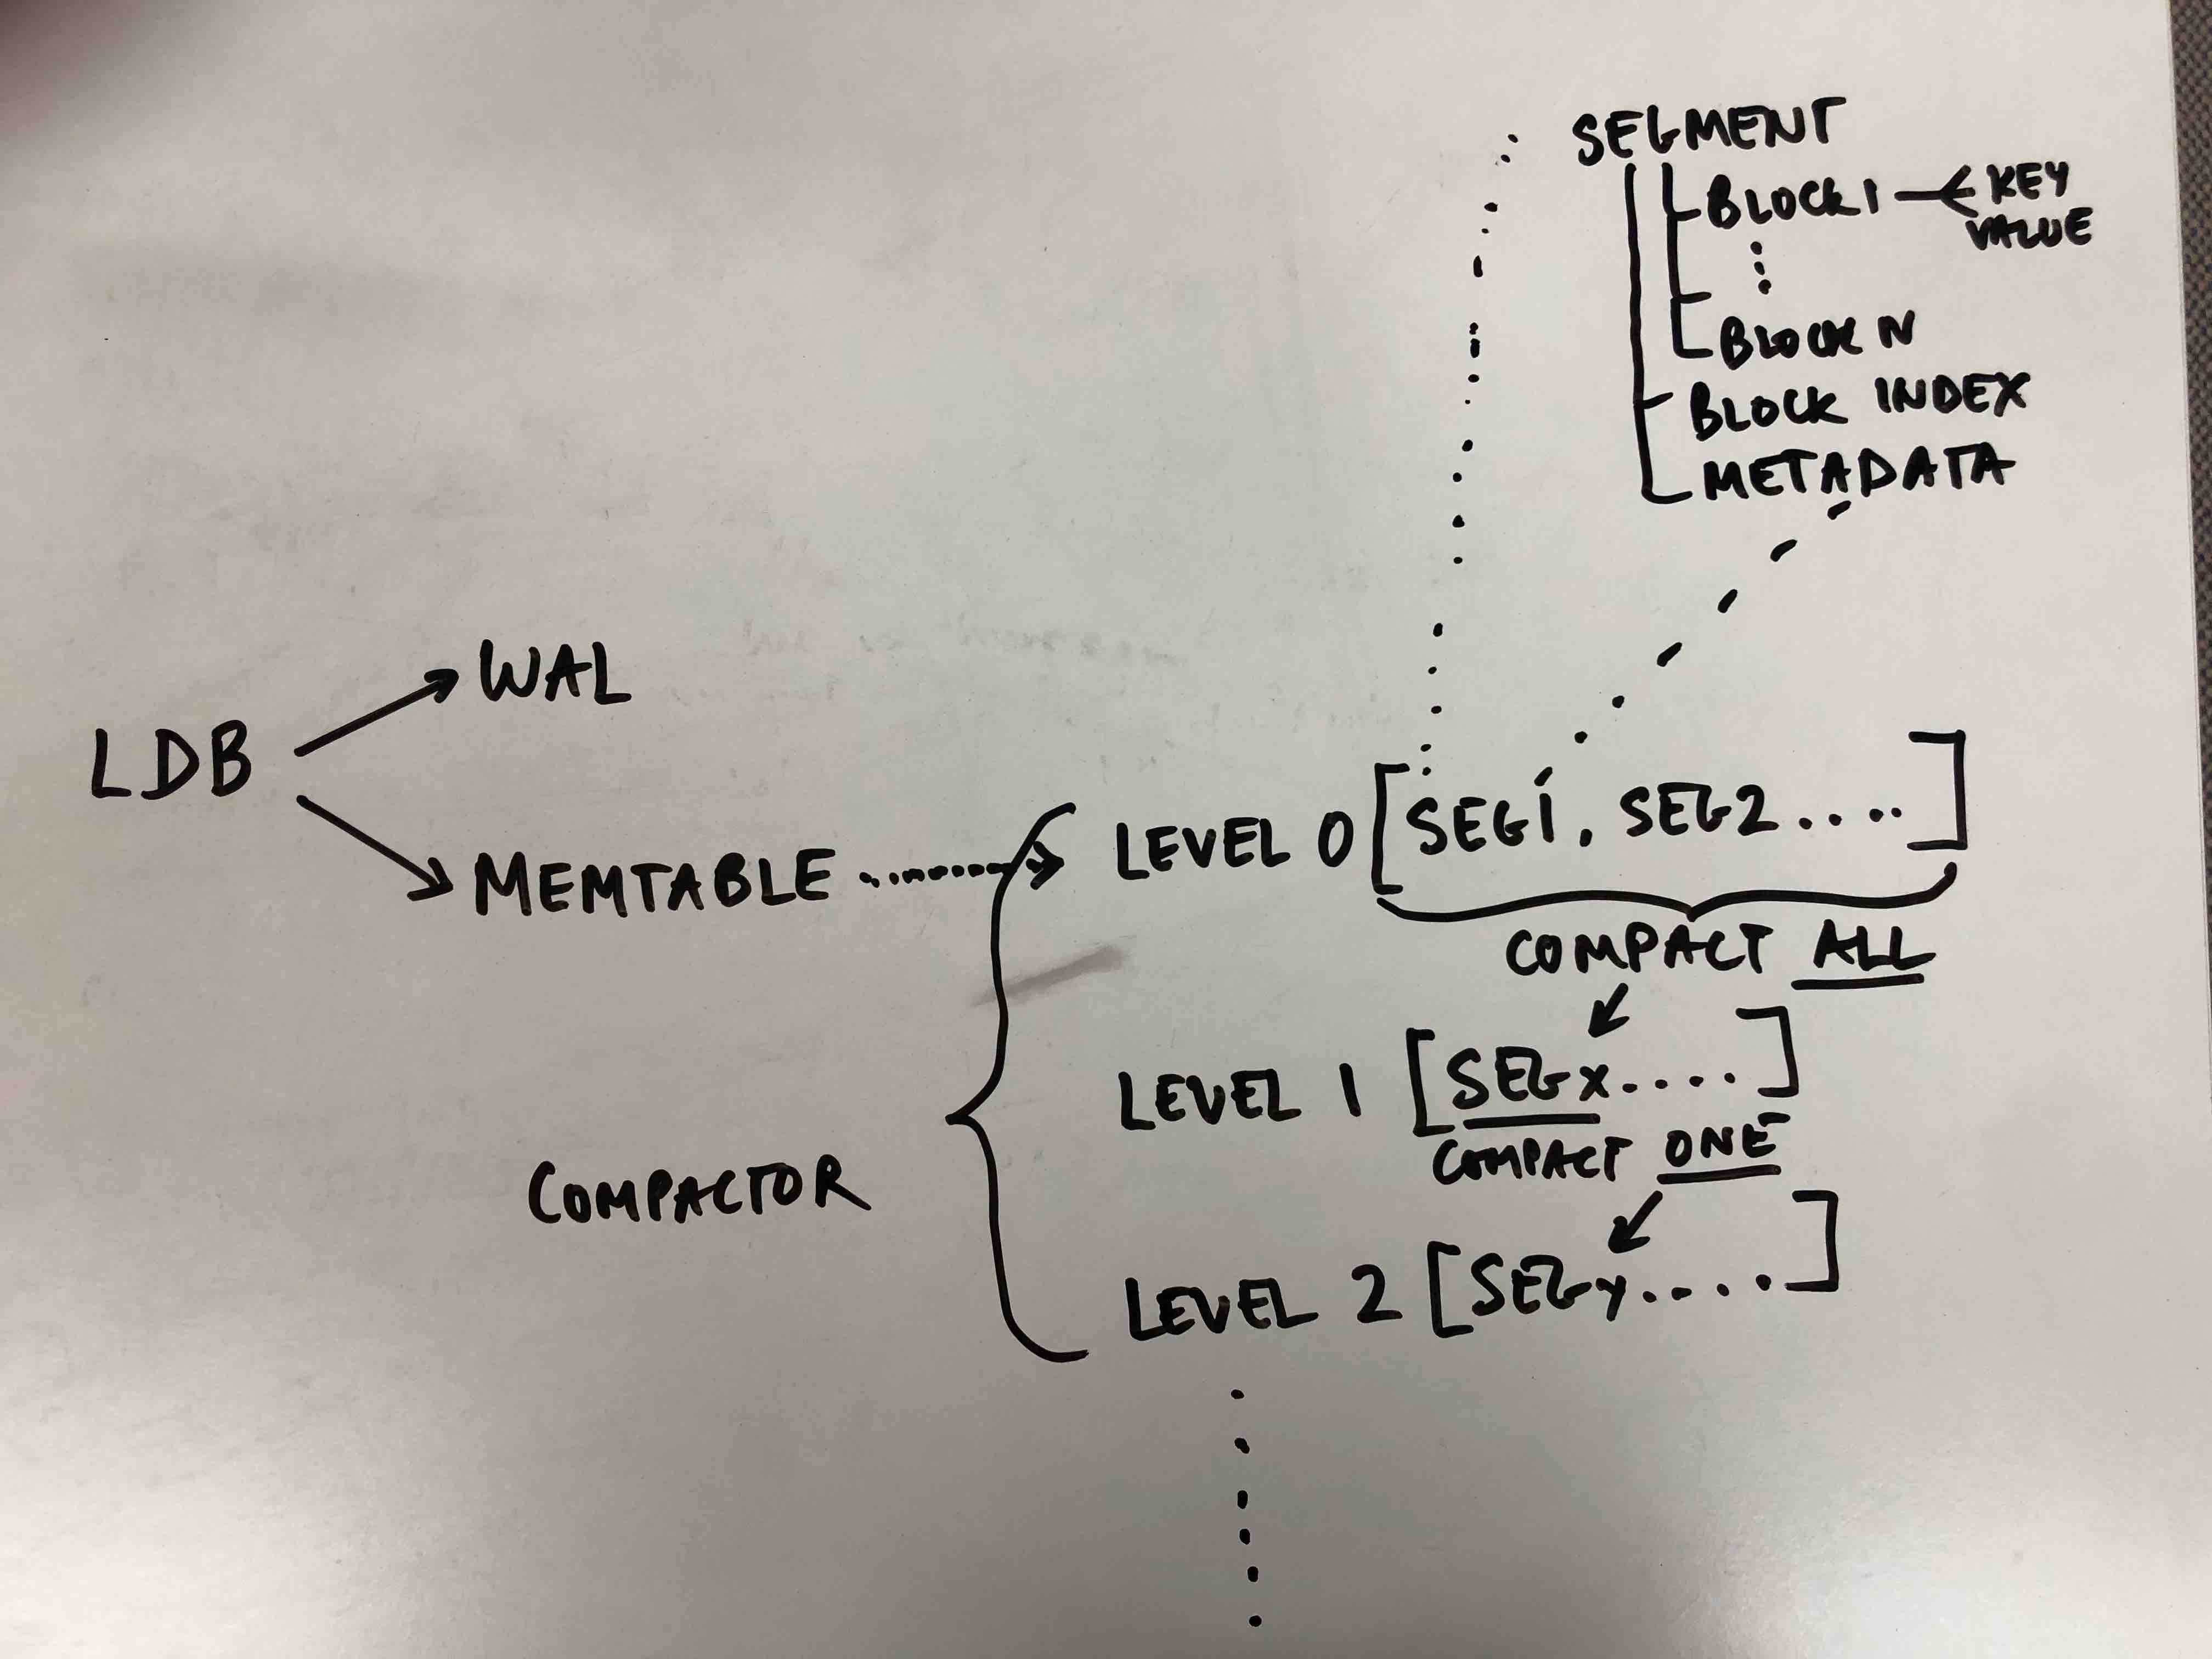 SEGMENT
BLOCK 1
KEY
VALUE
BLOCK N
BLOCK INDEX
METADATA
LDB
WAL
MEMTABLE
LEVEL 0 [SEG1, SEG2....]
COMPACT ALL
LEVEL 1 [SEGX....]
COMPACT ONE
COMPACTOR
LEVEL 2 [SEGY....]